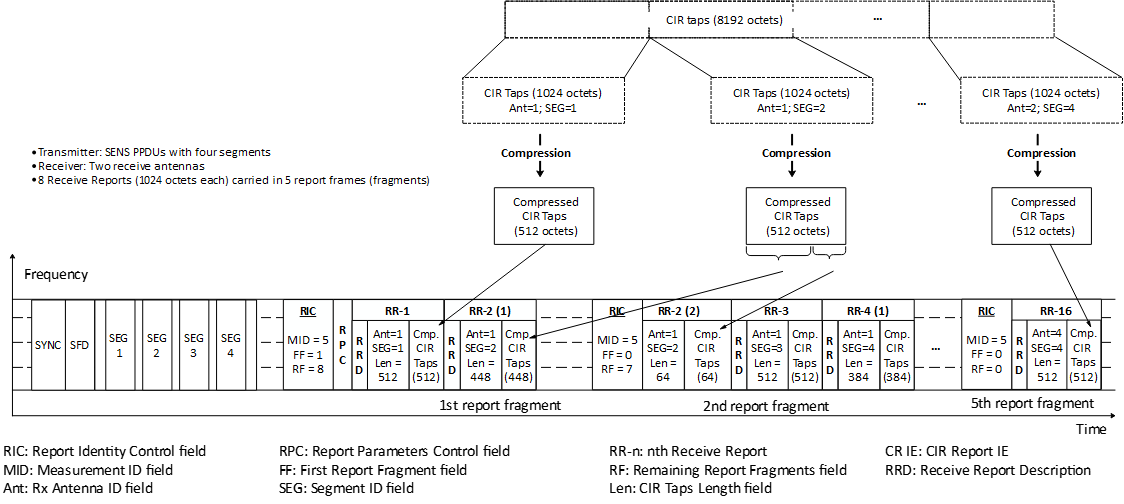 CIR taps (8192 octets)
...
CIR Taps (1024 octets)
Ant=1; SEG=1
CIR Taps (1024 octets)
Ant=1; SEG=2
...
CIR Taps (1024 octets)
Ant=2; SEG=4
•Transmitter: SENS PPDUs with four segments
•Receiver: Two receive antennas
•8 Receive Reports (1024 octets each) carried in 5 report frames (fragments)
Compression
Compression
Compression
Compressed
CIR Taps
(512 octets)
Compressed
CIR Taps
(512 octets)
Compressed
CIR Taps
(512 octets)
Frequency
SYNC
SFD
SEG
1
SEG
2
SEG
3
SEG
4
RIC
MID = 5
FF = 1
RF = 8
R
P
C
RR-1
R
R
D
Ant=1
SEG=1
Len =
512
Cmp.
CIR
Taps
(512)
RR-2 (1)
R
R
D
Ant=1
SEG=2
Len =
448
Cmp.
CIR
Taps
(448)
RIC
MID = 5
FF = 0
RF = 7
RR-2 (2)
Ant=1
SEG=2
Len =
64
Cmp.
CIR
Taps
(64)
RR-3
R
R
D
Ant=1
SEG=3
Len =
512
Cmp.
CIR
Taps
(512)
RR-4 (1)
R
R
D
Ant=1
SEG=4
Len =
384
Cmp.
CIR
Taps
(384)
...
RIC
MID = 5
FF = 0
RF = 0
RR-16
R
R
D
Ant=4
SEG=4
Len =
512
Cmp.
CIR
Taps
(512)
1st report fragment
2nd report fragment
5th report fragment
Time
RIC: Report Identity Control field
RPC: Report Parameters Control field
RR-n: nth Receive Report
CR IE: CIR Report IE
MID: Measurement ID field
FF: First Report Fragment field
RF: Remaining Report Fragments field
RRD: Receive Report Description
Ant: Rx Antenna ID field
SEG: Segment ID field
Len: CIR Taps Length field